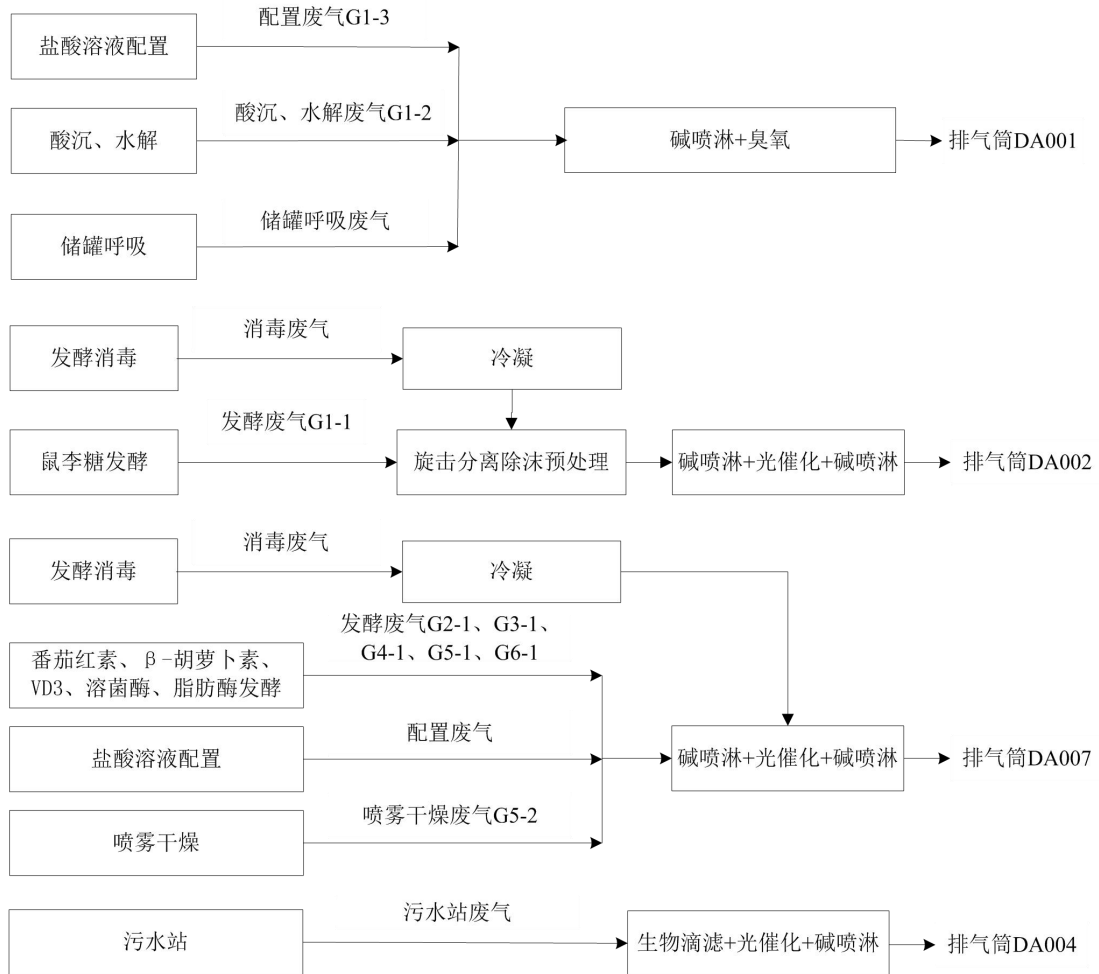 配置废气G1-3
盐酸溶液配置
酸沉、水解废气G1-2
酸沉、水解
碱喷淋+臭氧
排气筒DA001
储罐呼吸废气
储罐呼吸
消毒废气
发酵消毒
冷凝
发酵废气G1-1
鼠李糖发酵
旋击分离除沫预处理
碱喷淋+光催化+碱喷淋
排气筒DA002
消毒废气
发酵消毒
冷凝
发酵废气G2-1、G3-1、
G4-1、G5-1、G6-1
番茄红素、β-胡萝卜素、
VD3、溶菌酶、脂肪酶发酵
配置废气
盐酸溶液配置
碱喷淋+光催化+碱喷淋
排气筒DA007
喷雾干燥废气G5-2
喷雾干燥
污水站废气
污水站
生物滴滤+光催化+碱喷淋
排气筒DA004